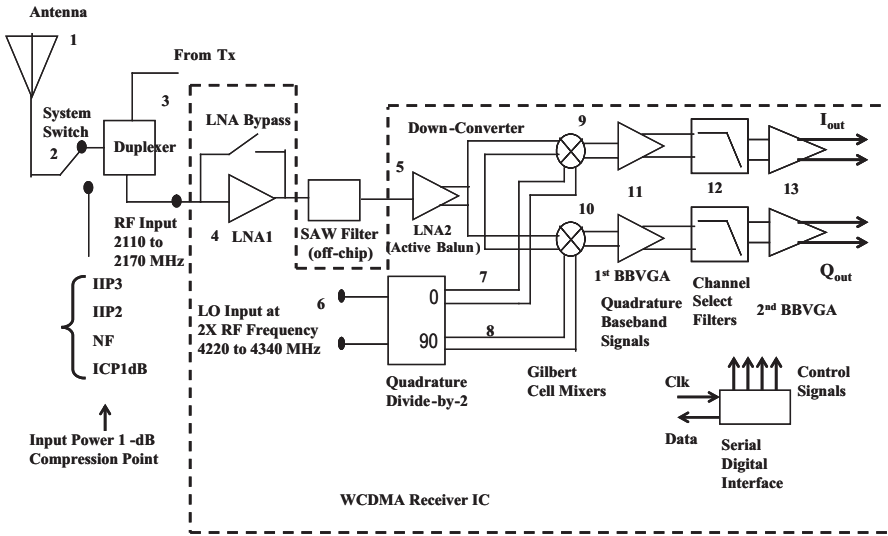 Antenna
1
From Tx
System
Switch
2
3
Duplexer
LNA Bypass
RF Input
2110 to
2170 MHz
4
LNA1
SAW Filter
(off-chip)
Down-Converter
5
LNA2
(Active Balun)
9
10
11
12
13
Iout
Qout
1st BBVGA
Quadrature
Baseband
Signals
Channel
Select
Filters
2nd BBVGA
IIP3
IIP2
NF
ICP1dB
Input Power 1 -dB
Compression Point
6
LO Input at
2X RF Frequency
4220 to 4340 MHz
0
90
7
8
Quadrature
Divide-by-2
Gilbert
Cell Mixers
Clk
Data
Control
Signals
Serial
Digital
Interface
WCDMA Receiver IC